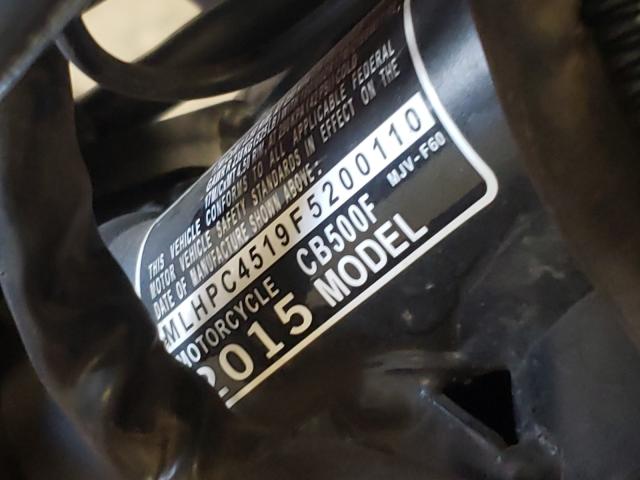 INDICATED
THIS VEHICLE CONFORMS TO ALL APPLICABLE FEDERAL
MOTOR VEHICLE SAFETY STANDARDS IN EFFECT ON THE
DATE OF MANUFACTURE SHOWN ABOVE:
MLHPC4519F5200110
MOTORCYCLE CB500F MJV-F60
2015 MODEL